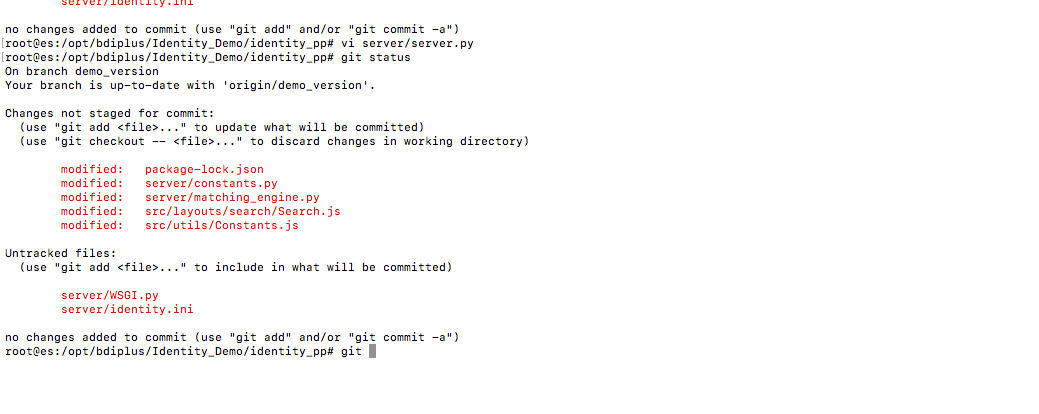 server/identity.ini
no changes added to commit (use "git add" and/or "git commit -a")
[root@es:/opt/bdiplus/Identity_Demo/identity_pp# vi server/server.py
[root@es:/opt/bdiplus/Identity_Demo/identity_pp# git status
On branch demo_version
Your branch is up-to-date with 'origin/demo_version'.
Changes not staged for commit:
(use "git add <file>..." to update what will be committed)
(use "git checkout -- <file>..." to discard changes in working directory)
modified: package-lock.json
modified: server/constants.py
modified: server/matching_engine.py
modified: src/layouts/search/Search.js
modified: src/utils/Constants.js
Untracked files:
(use "git add <file>..." to include in what will be committed)
server/WSGI.py
server/identity.ini
no changes added to commit (use "git add" and/or "git commit -a")
root@es:/opt/bdiplus/Identity_Demo/identity_pp# git